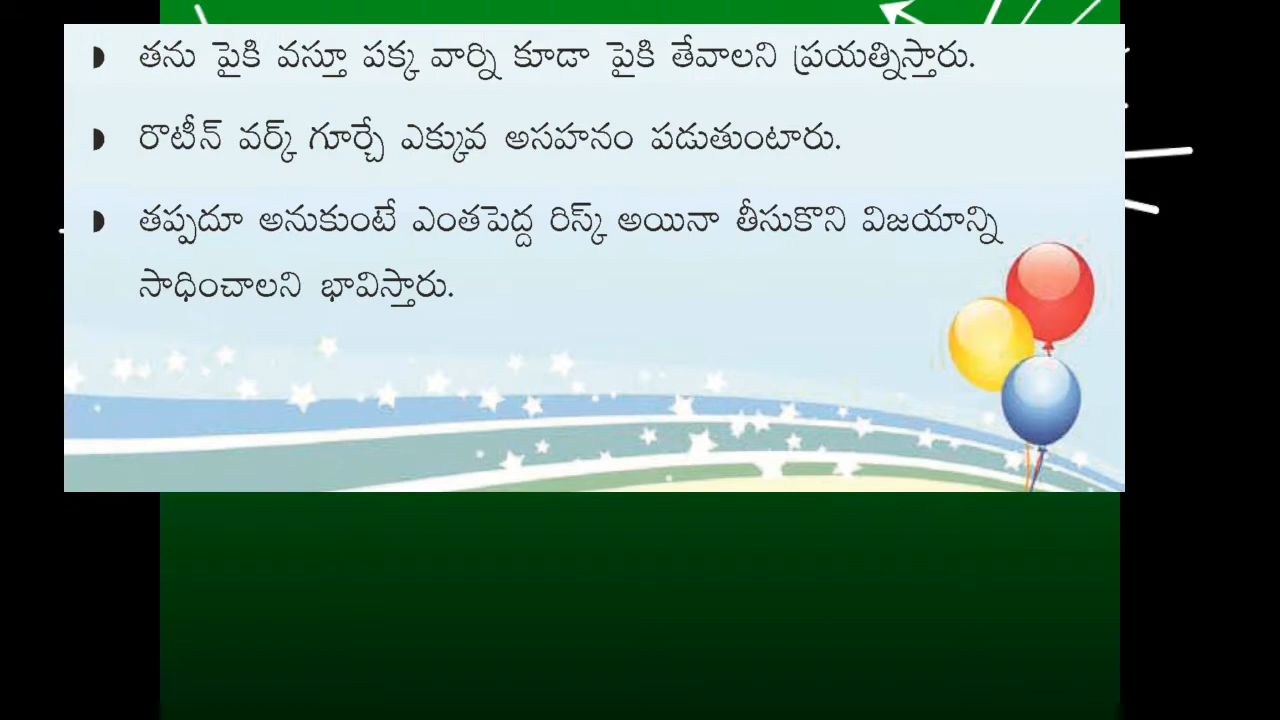 తను పైకి వస్తూ పక్క వార్ని కూడా పైకి తేవాలని ప్రయత్నిస్తారు.
రొటీన్ వర్క్ గూర్చే ఎక్కువ అసహనం పడుతుంటారు.
తప్పదూ అనుకుంటే ఎంతపెద్ద రిస్క్ అయినా తీసుకొని విజయాన్ని
సాధించాలని భావిస్తారు.